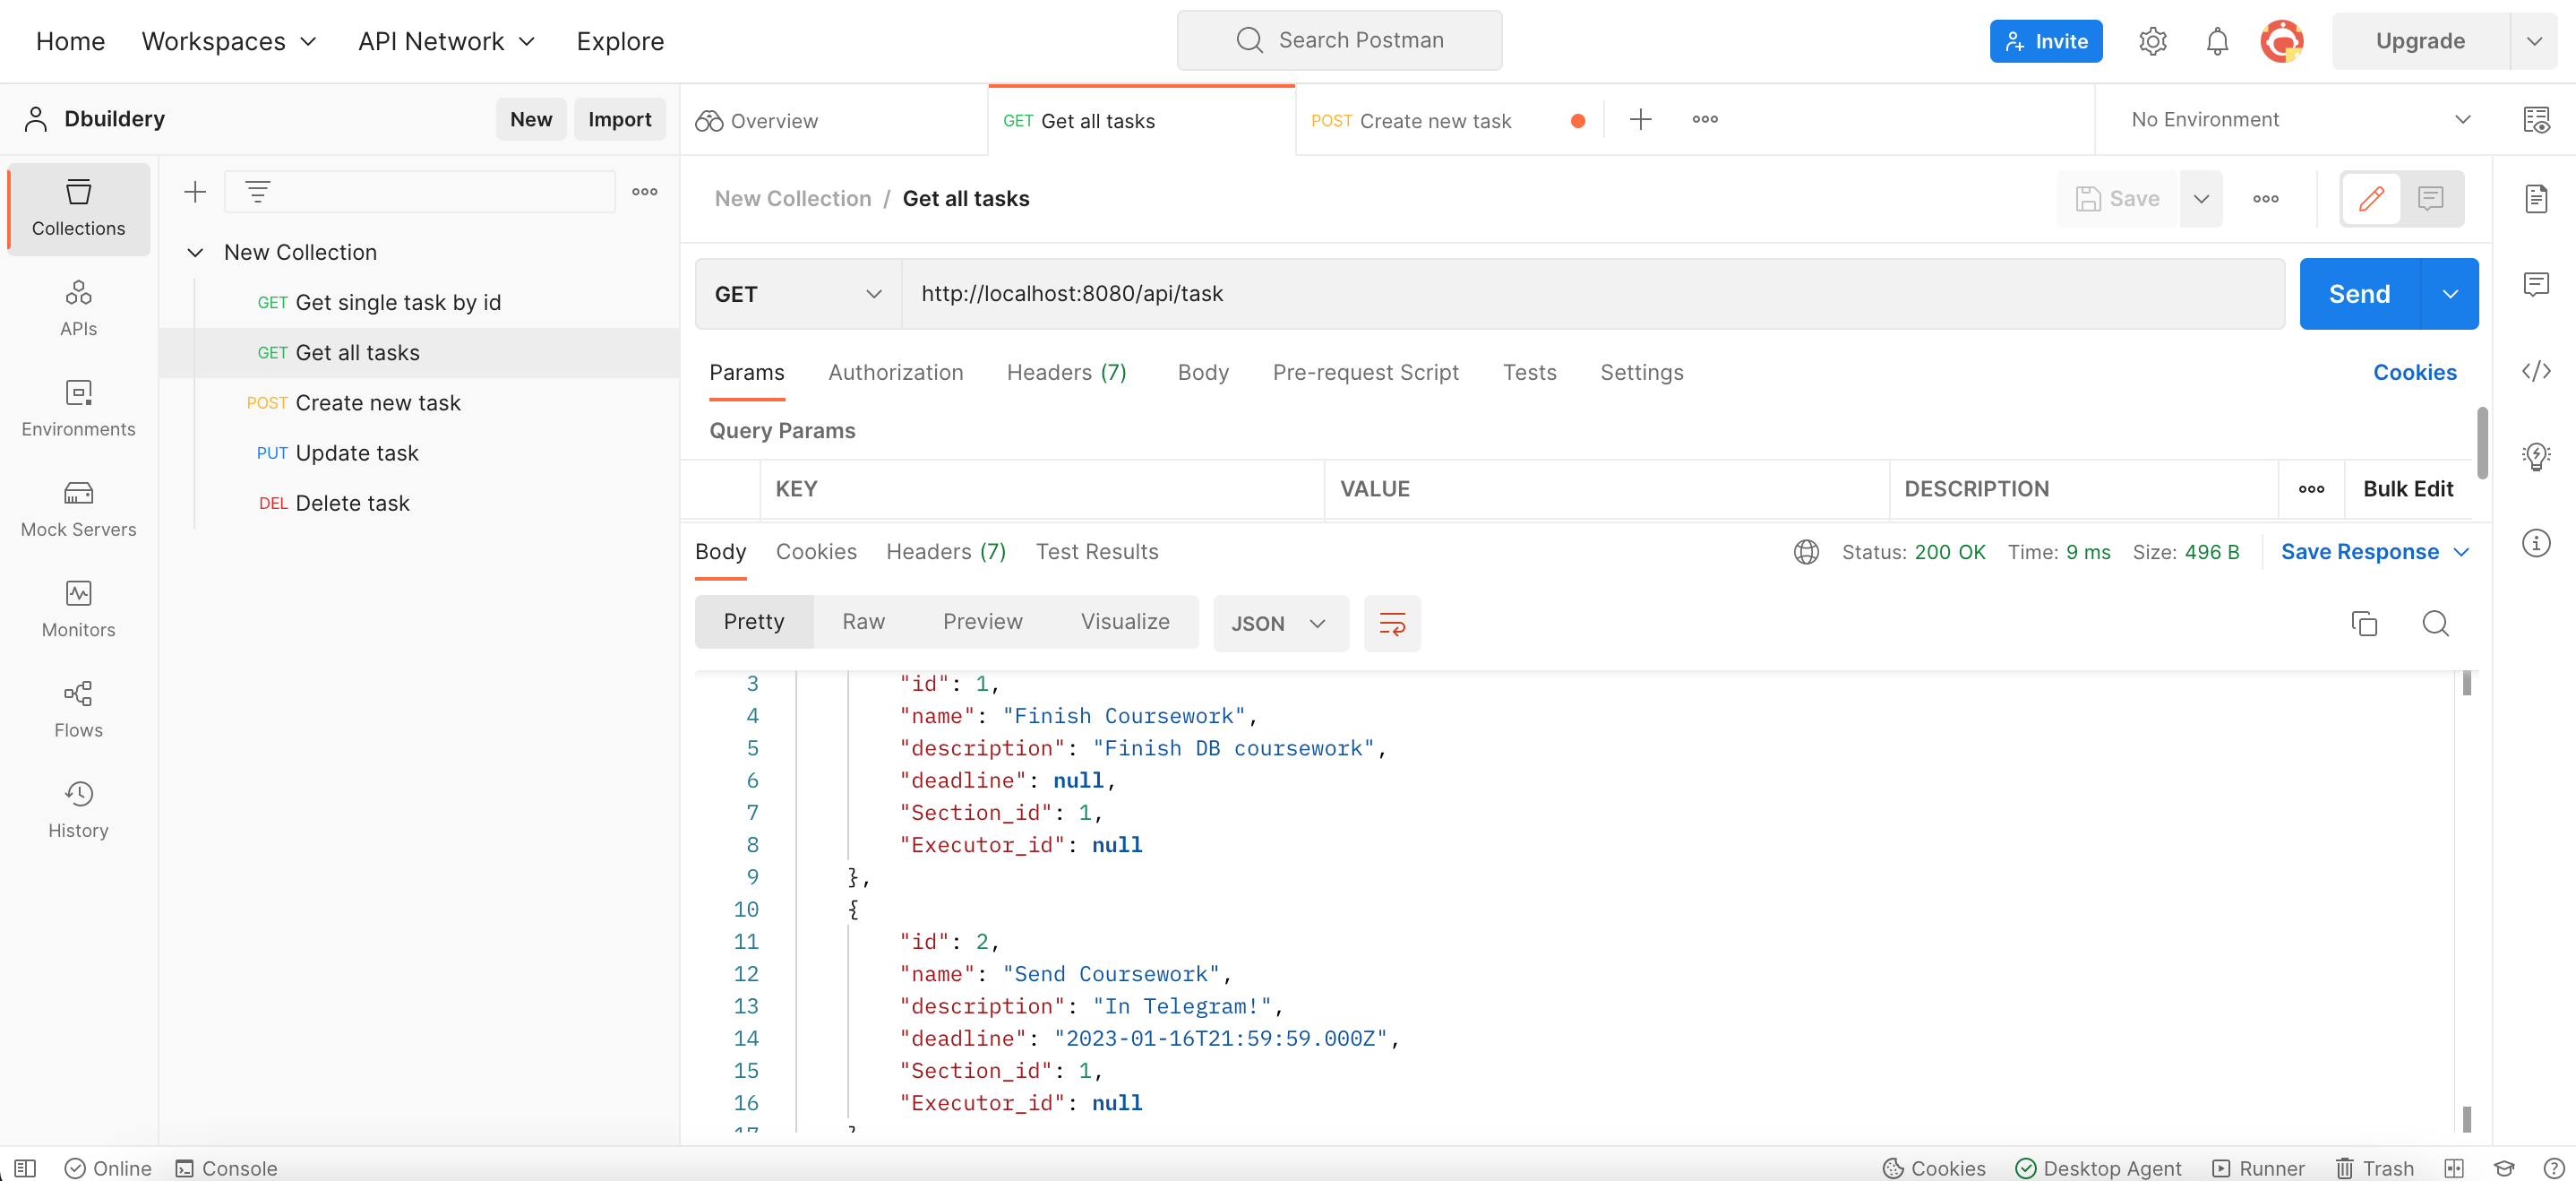 Home Workspaces API Network Explore Search Postman Invite Upgrade
Dbuildery New Import Overview GET Get all tasks POST Create new task No Environment
Collections
APIs
Environments
Mock Servers
Monitors
Flows
History
New Collection
GET Get single task by id
GET Get all tasks
POST Create new task
PUT Update task
DEL Delete task
New Collection / Get all tasks Save
GET http://localhost:8080/api/task Send
Params Authorization Headers (7) Body Pre-request Script Tests Settings Cookies
Query Params
KEY VALUE DESCRIPTION Bulk Edit
Body Cookies Headers (7) Test Results Status: 200 OK Time: 9 ms Size: 496 B Save Response
Pretty Raw Preview Visualize JSON
3 "id": 1,
4 "name": "Finish Coursework",
5 "description": "Finish DB coursework",
6 "deadline": null,
7 "Section_id": 1,
8 "Executor_id": null
9 },
10 {
11 "id": 2,
12 "name": "Send Coursework",
13 "description": "In Telegram!",
14 "deadline": "2023-01-16T21:59:59.000Z",
15 "Section_id": 1,
16 "Executor_id": null
Online Console Cookies Desktop Agent Runner Trash